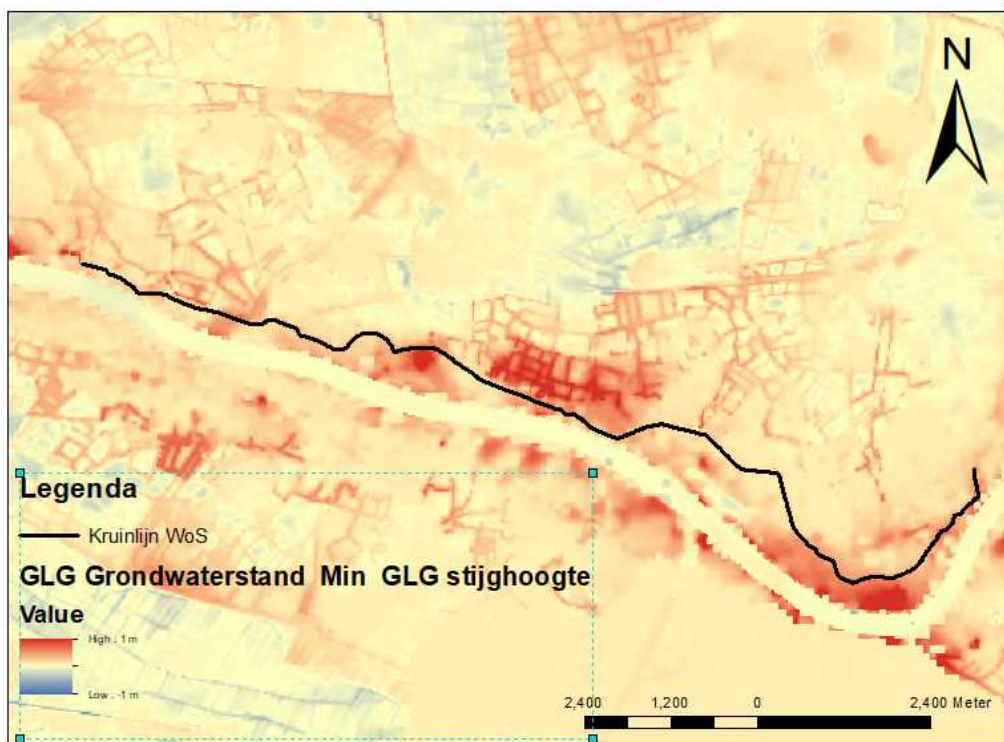 N
Legenda
Kruinlijn WoS
GLG Grondwaterstand Min GLG stijghoogte
Value
High : 1 m
Low : -1 m
2,400 1,200 0 2,400 Meter